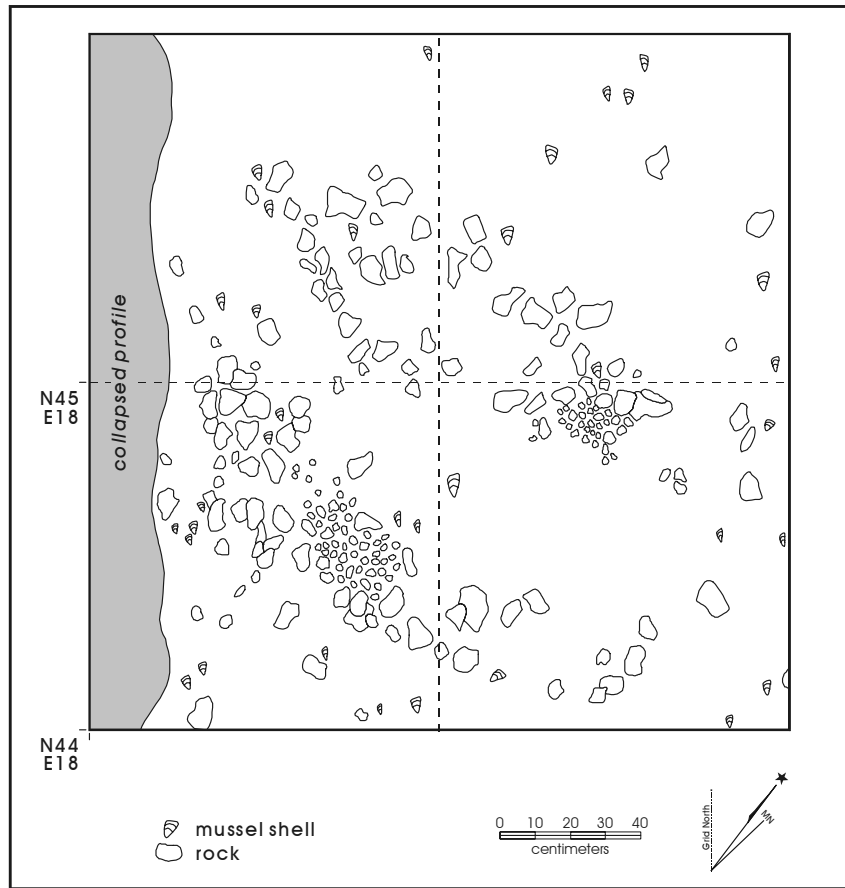 collapsed profile
N45
E18
N44
E18
mussel shell
rock
0 10 20 30 40
centimeters
Grid North
MN